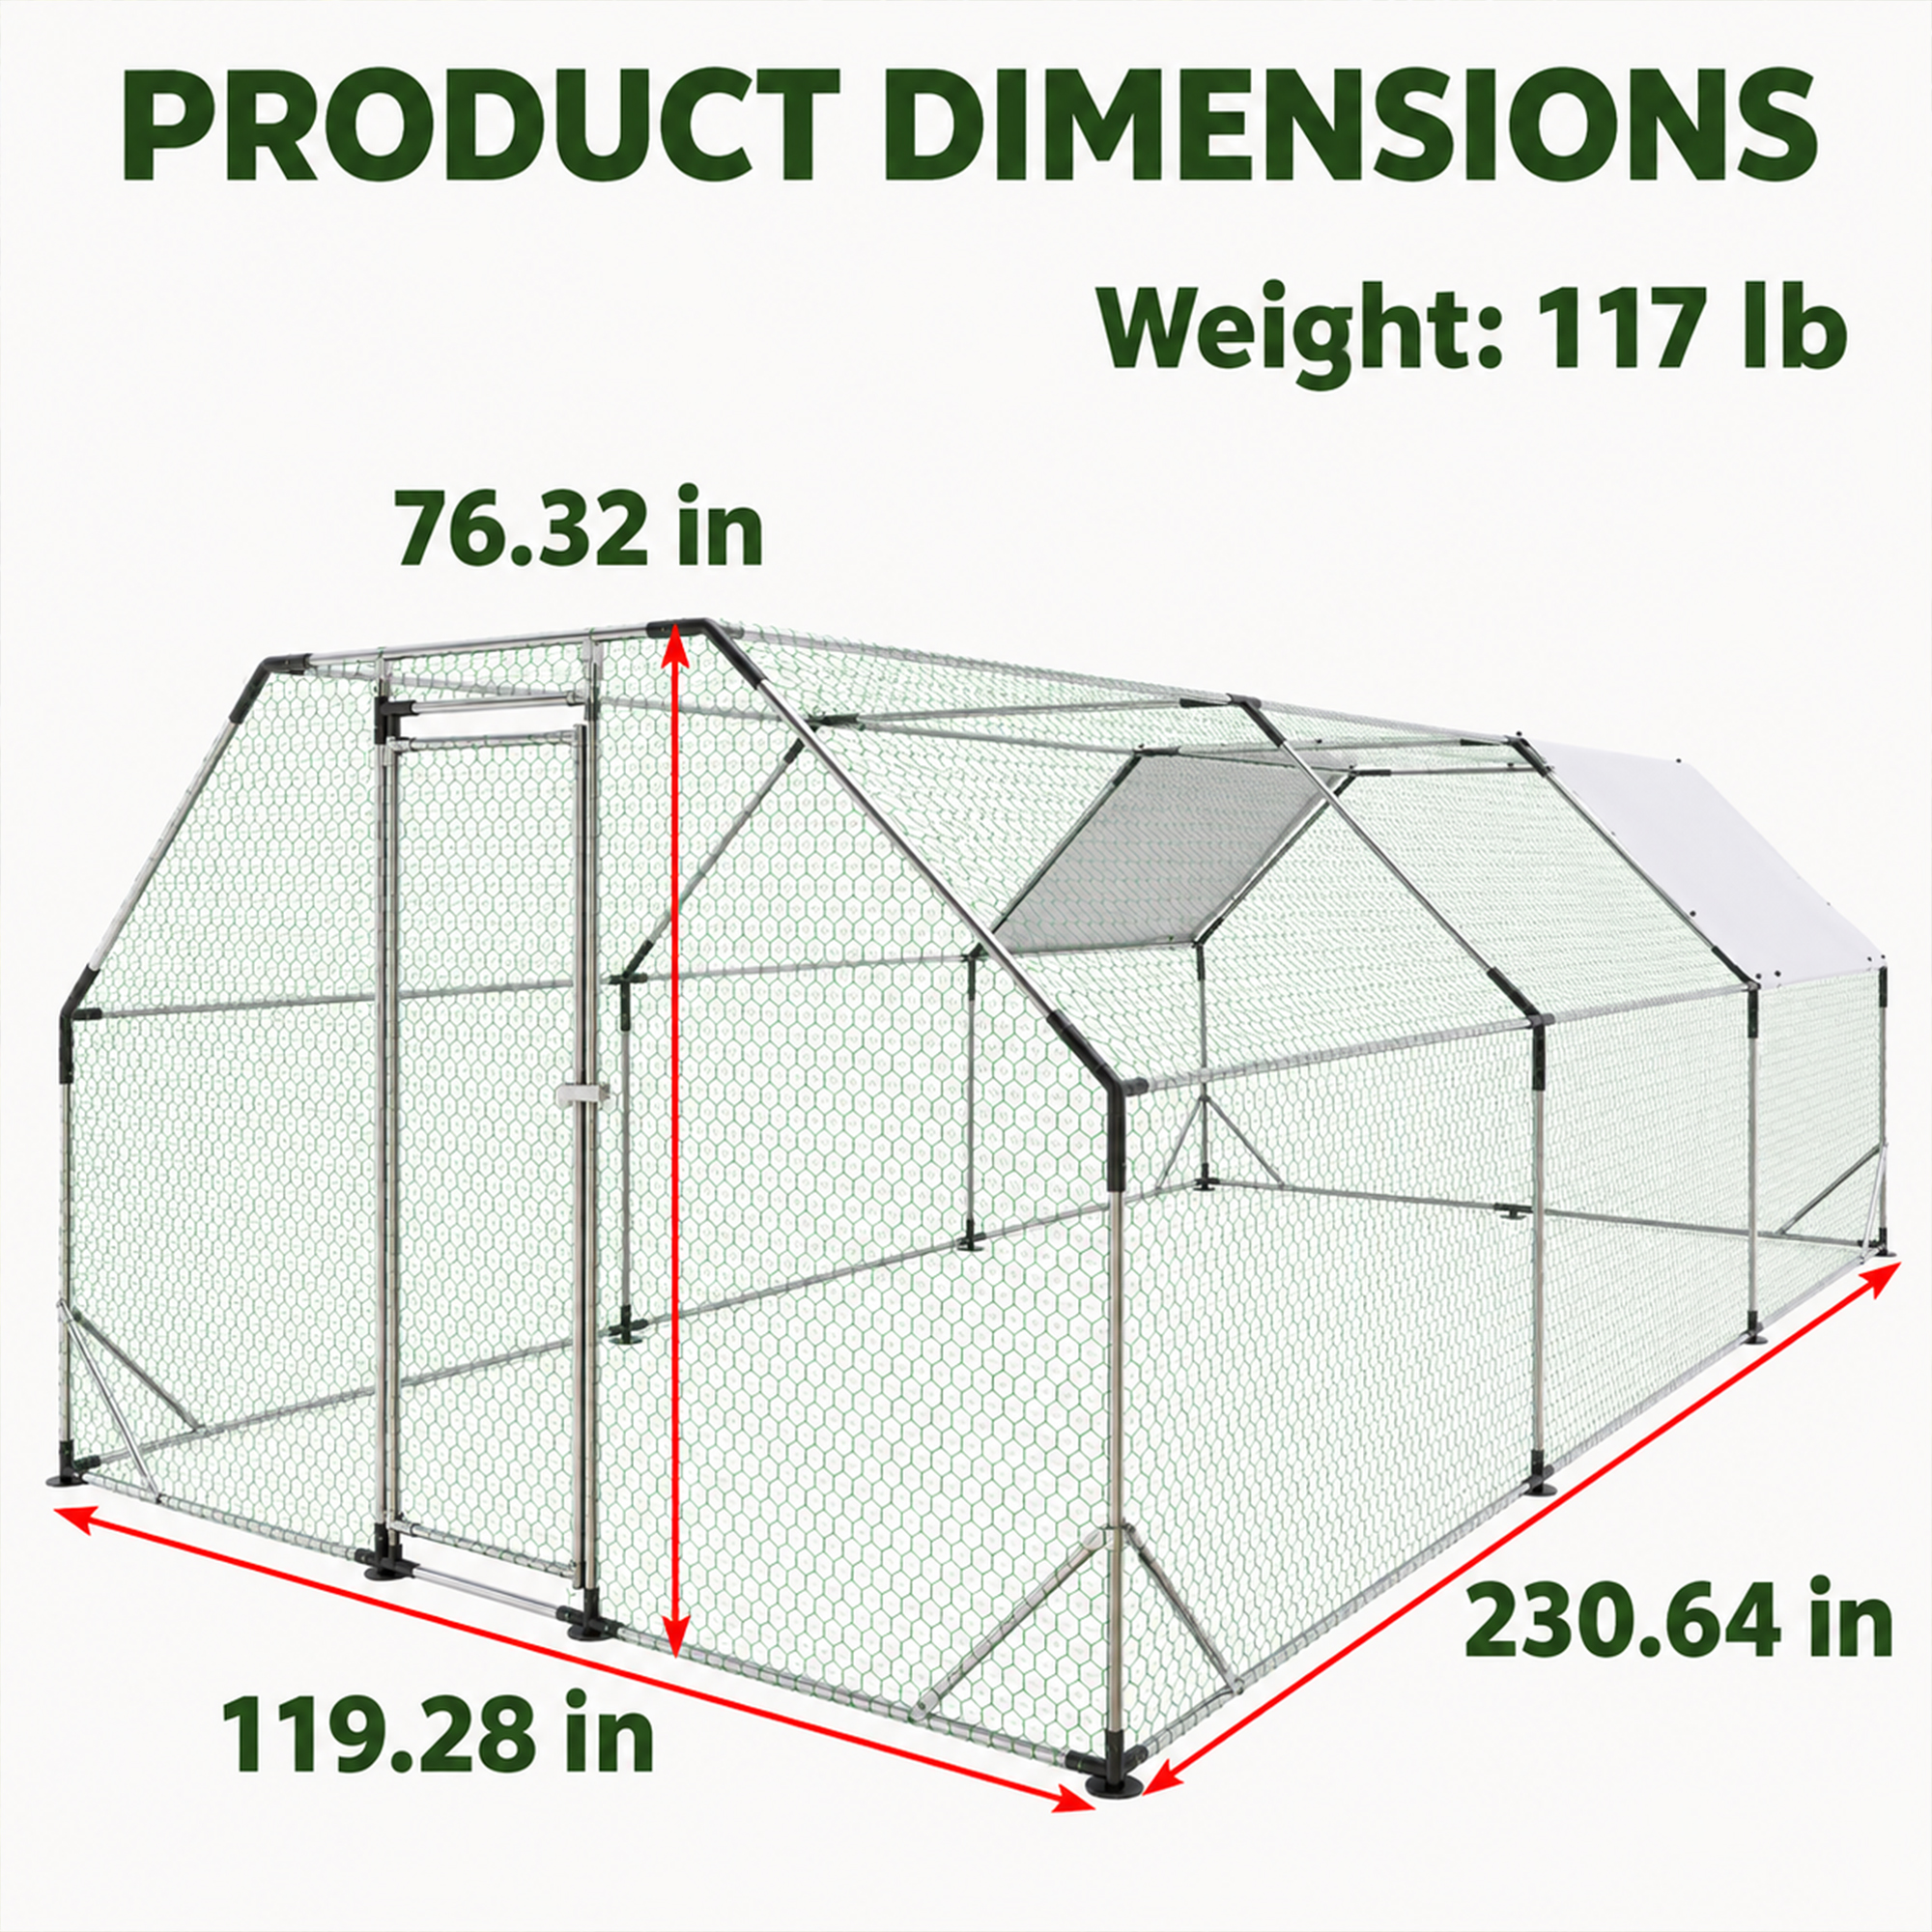 PRODUCT DIMENSIONS
Weight: 117 lb
76.32 in
230.64 in
119.28 in